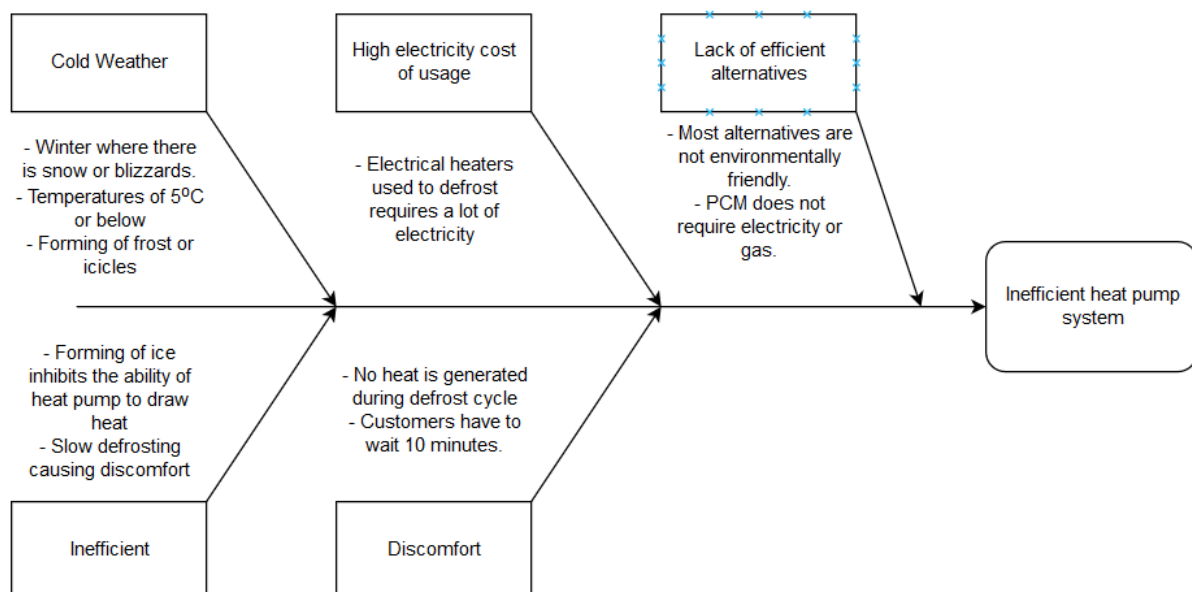 Cold Weather
High electricity cost
of usage
Lack of efficient
alternatives
- Winter where there
is snow or blizzards.
- Temperatures of 5⁰C
or below
- Forming of frost or
icicles
- Electrical heaters
used to defrost
requires a lot of
electricity
- Most alternatives are
not environmentally
friendly.
- PCM does not
require electricity or
gas.
Inefficient heat pump
system
- Forming of ice
inhibits the ability of
heat pump to draw
heat
- Slow defrosting
causing discomfort
- No heat is generated
during defrost cycle
- Customers have to
wait 10 minutes.
Inefficient
Discomfort